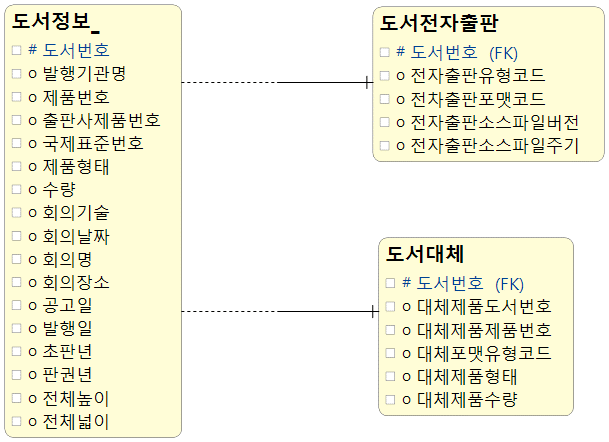 도서정보_
# 도서번호
o 발행기관명
o 제품번호
o 출판사제품번호
o 국제표준번호
o 제품형태
o 수량
o 회의기술
o 회의날짜
o 회의명
o 회의장소
o 공고일
o 발행일
o 초판년
o 판권년
o 전체높이
o 전체넓이
도서전자출판
# 도서번호 (FK)
o 전자출판유형코드
o 전차출판포맷코드
o 전자출판소스파일버전
o 전자출판소스파일주기
도서대체
# 도서번호 (FK)
o 대체제품도서번호
o 대체제품제품번호
o 대체포맷유형코드
o 대체제품형태
o 대체제품수량